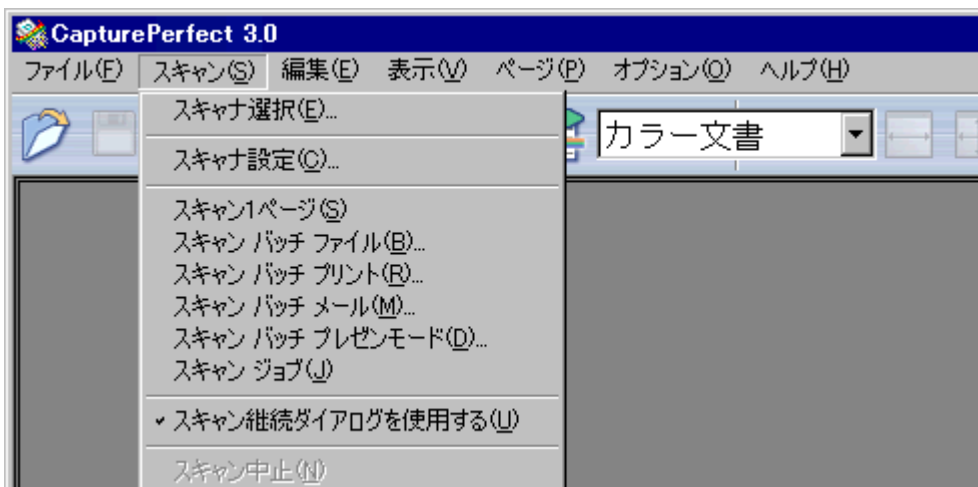 CapturePerfect 3.0
ファイル(F) スキャン(S) 編集(E) 表示(V) ページ(P) オプション(O) ヘルプ(H)
カラー文書
スキャナ選択(E)...
スキャナ設定(C)...
スキャン1ページ(S)
スキャン バッチ ファイル(B)...
スキャン バッチ プリント(R)...
スキャン バッチ メール(M)...
スキャン バッチ プレゼンモード(D)...
スキャン ジョブ(J)
スキャン継続ダイアログを使用する(U)
スキャン中止(N)